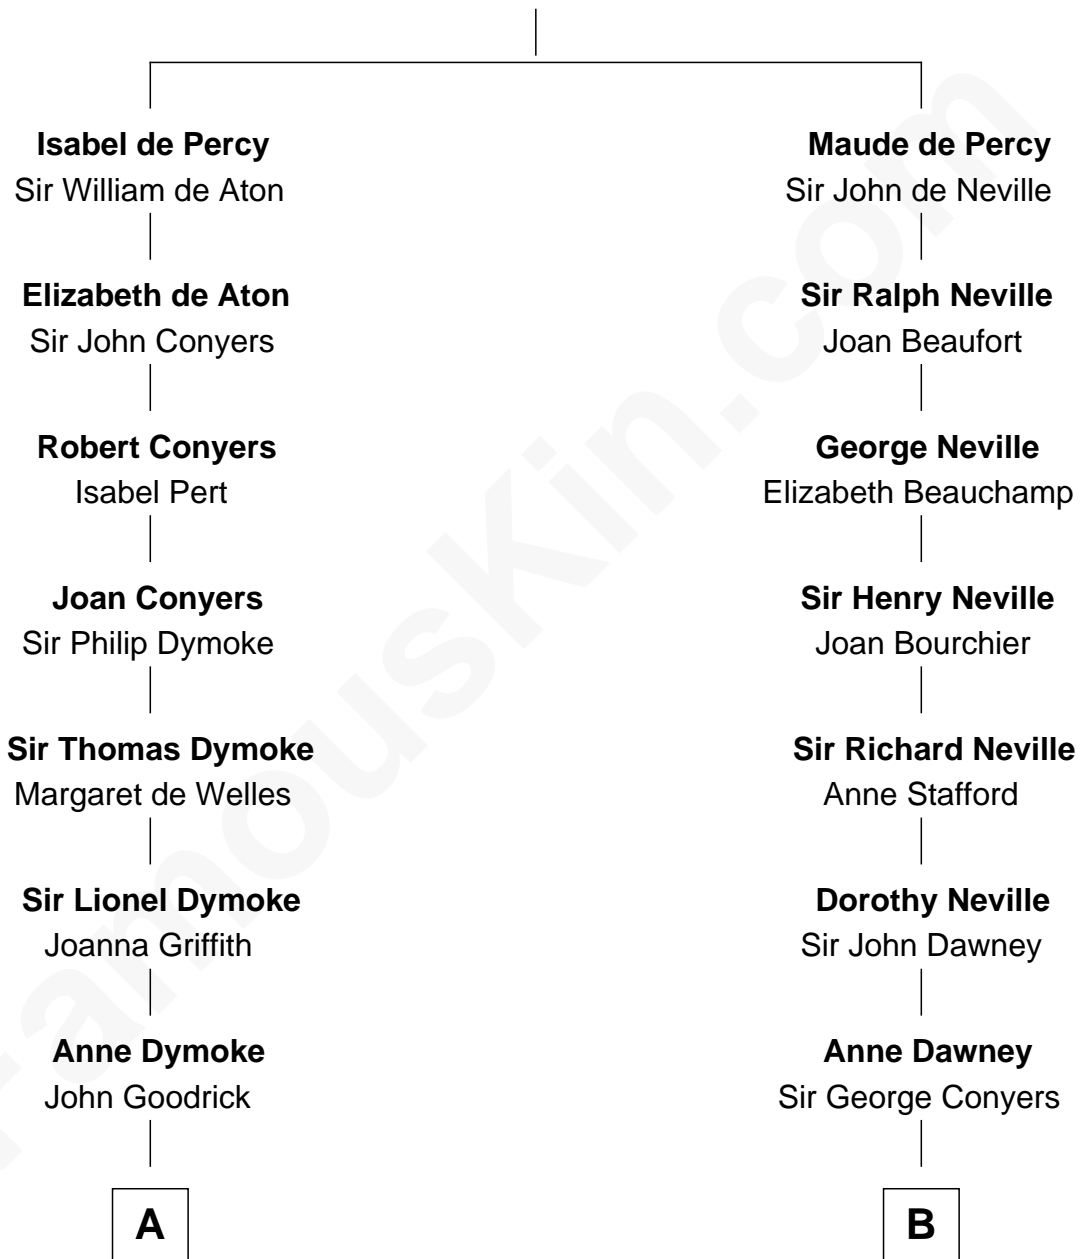 Isabel de Percy
Sir William de Aton
Elizabeth de Aton
Sir John Conyers
Robert Conyers
Isabel Pert
Joan Conyers
Sir Philip Dymoke
Sir Thomas Dymoke
Margaret de Welles
Sir Lionel Dymoke
Joanna Griffith
Anne Dymoke
John Goodrick
A
Maude de Percy
Sir John de Neville
Sir Ralph Neville
Joan Beaufort
George Neville
Elizabeth Beauchamp
Sir Henry Neville
Joan Bourchier
Sir Richard Neville
Anne Stafford
Dorothy Neville
Sir John Dawney
Anne Dawney
Sir George Conyers
B
FamousKin.com